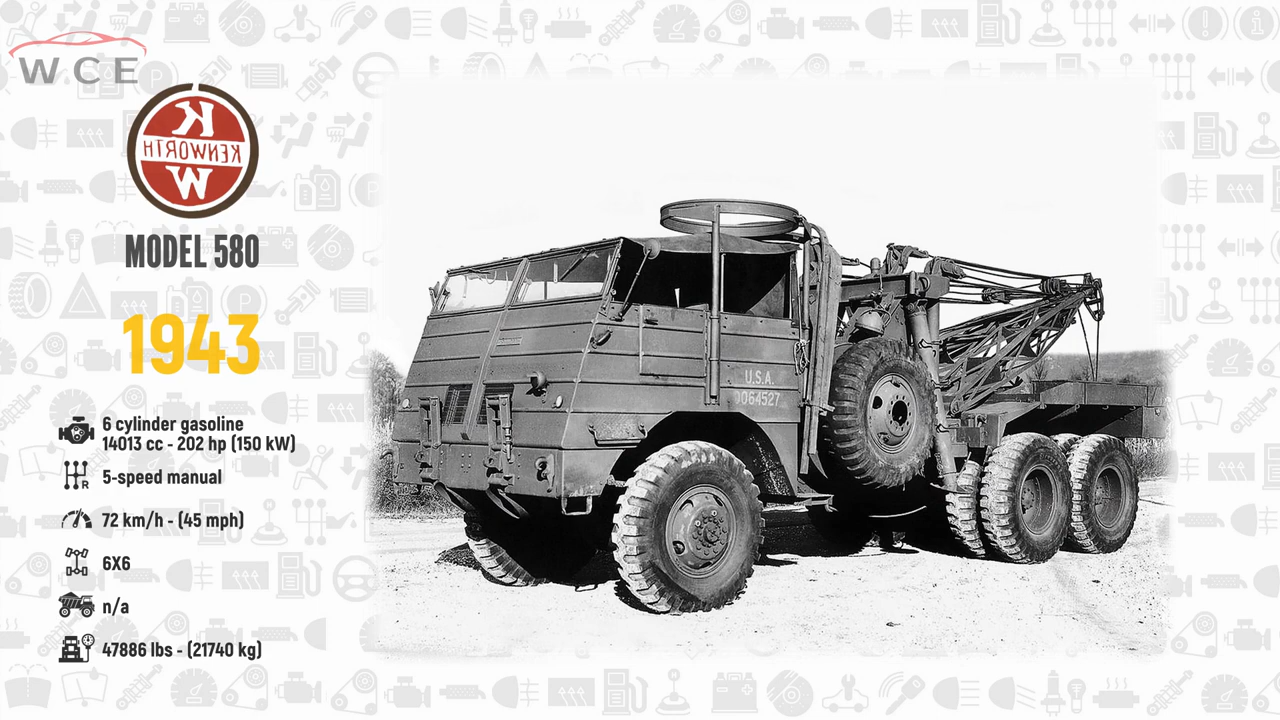 WCE
K
KENWORTH
W
MODEL 580
1943
6 cylinder gasoline
14013 cc - 202 hp (150 kW)
5-speed manual
R
72 km/h - (45 mph)
6X6
n/a
47886 lbs - (21740 kg)
U.S.A.
0064527